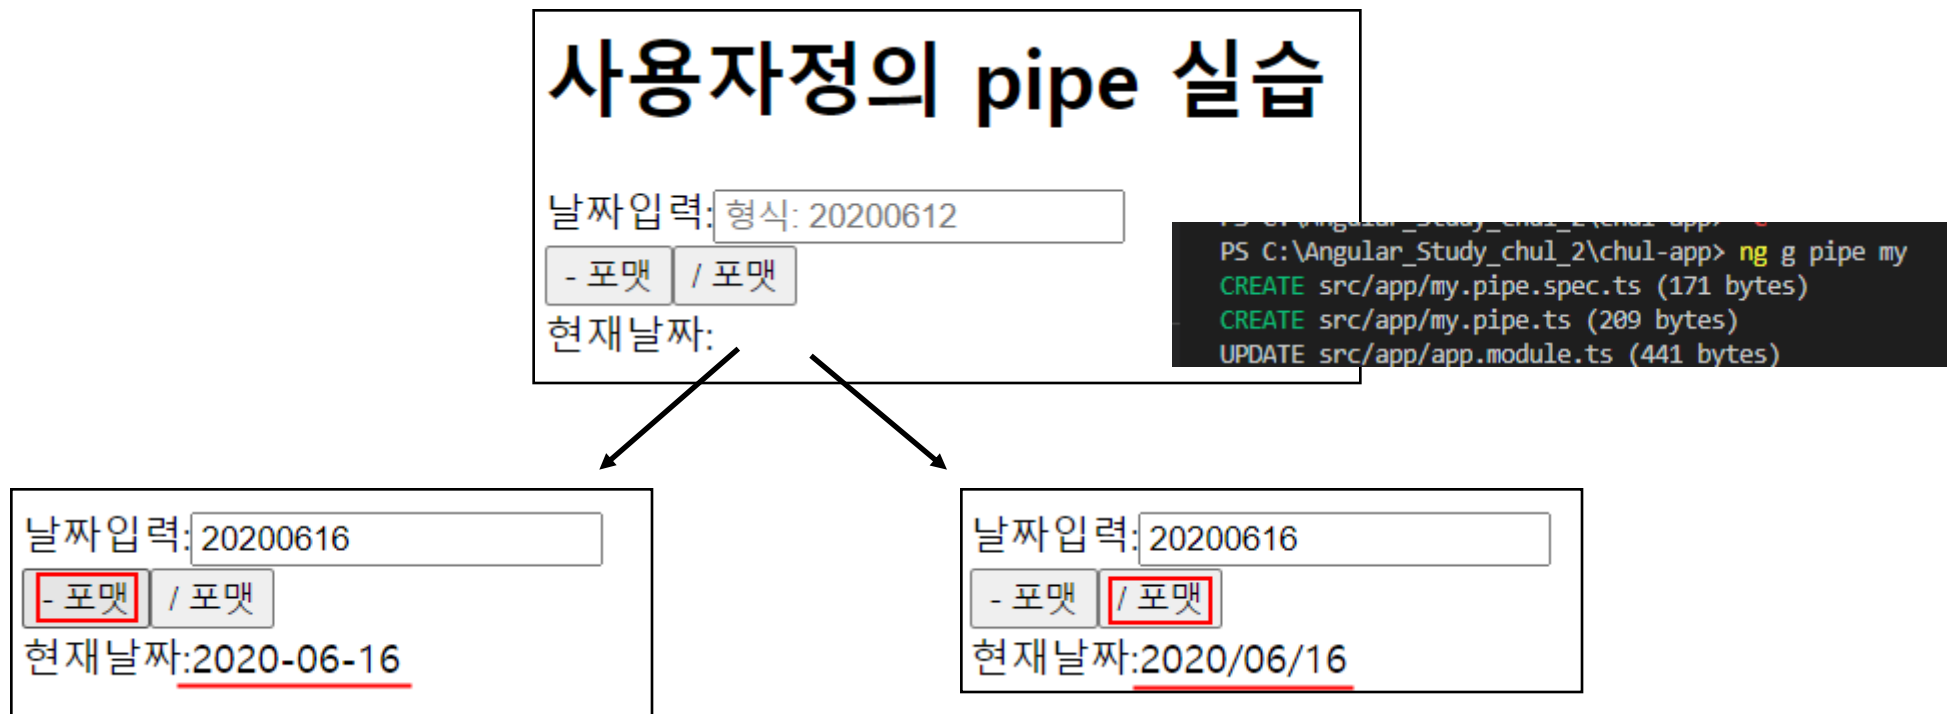 사용자정의 pipe 실습
날짜입력: 형식: 20200612
- 포맷 / 포맷
현재날짜:
PS C:\Angular_Study_chul_2\chul-app> c
PS C:\Angular_Study_chul_2\chul-app> ng g pipe my
CREATE src/app/my.pipe.spec.ts (171 bytes)
CREATE src/app/my.pipe.ts (209 bytes)
UPDATE src/app/app.module.ts (441 bytes)
날짜입력: 20200616
- 포맷 / 포맷
현재날짜:2020-06-16
날짜입력: 20200616
- 포맷 / 포맷
현재날짜:2020/06/16